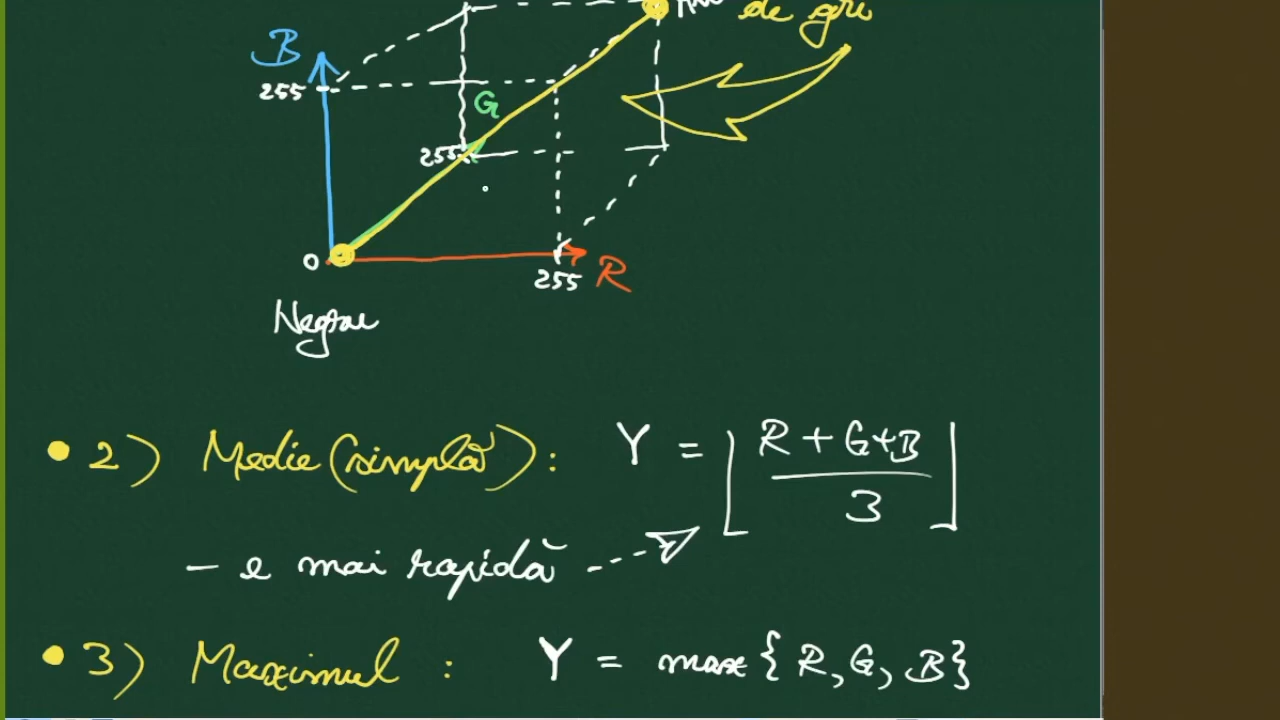 de gri
B
255
G
255
0
255 R
Negru
• 2) Medie (simplă): Y = ⌊(R + G + B) / 3⌋
– e mai rapidă
• 3) Maximul : Y = max{R, G, B}